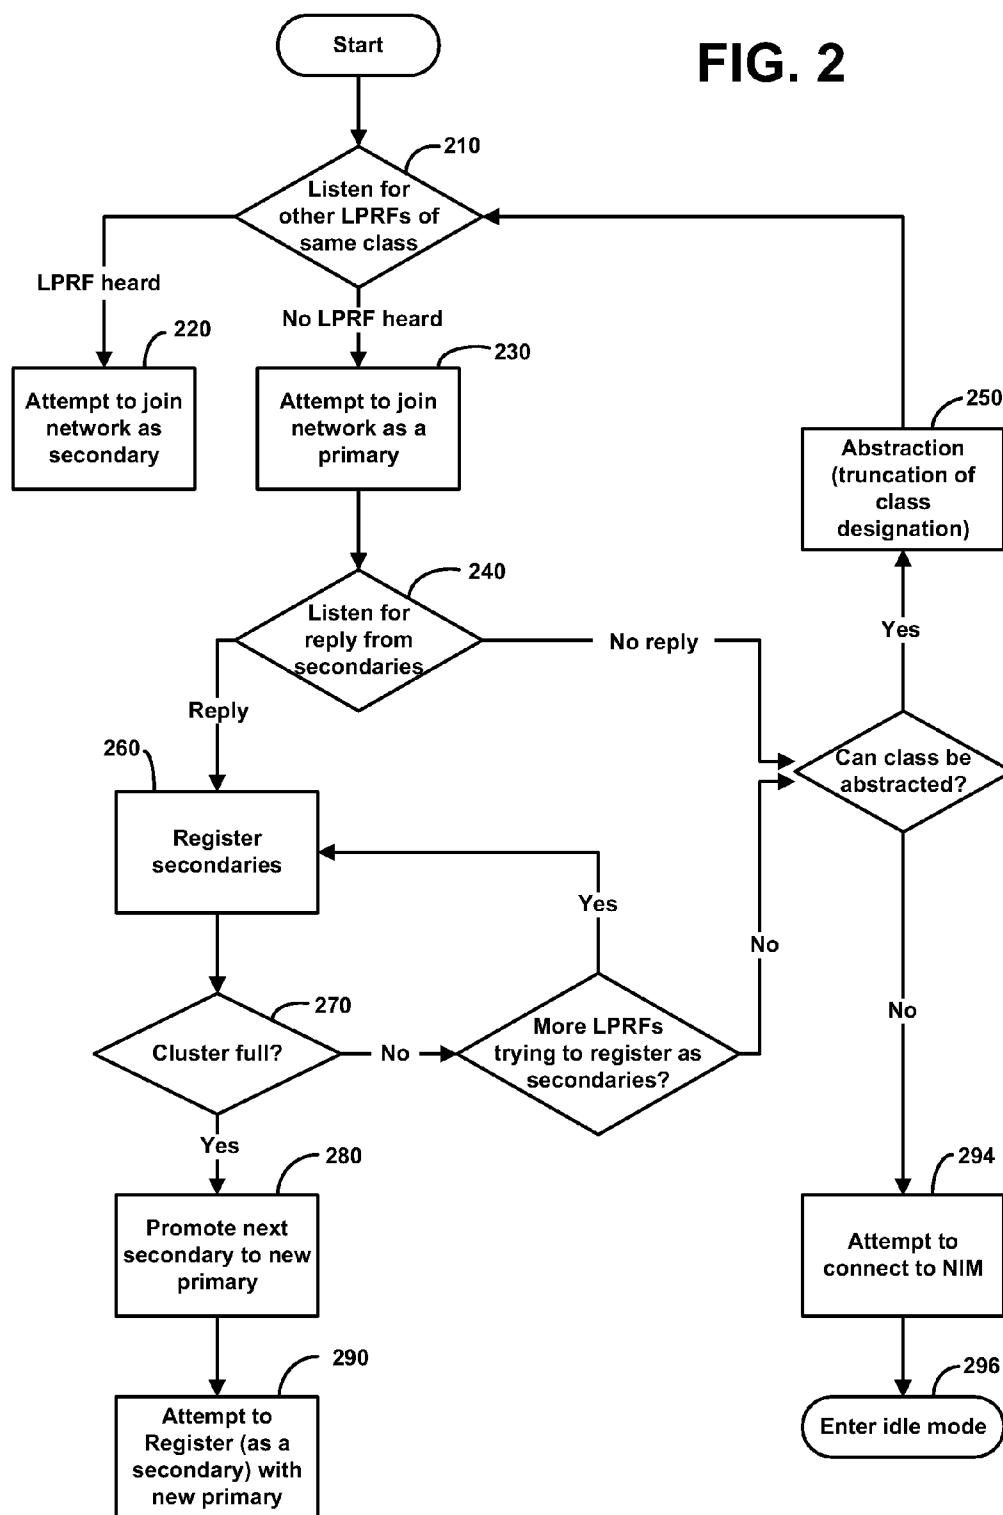 Start
FIG. 2
210
Listen for
other LPRFs of
same class
LPRF heard
No LPRF heard
220
230
Attempt to join
network as
secondary
Attempt to join
network as a
primary
250
Abstraction
(truncation of
class
designation)
240
Listen for
reply from
secondaries
No reply
Yes
Reply
260
Can class be
abstracted?
Register
secondaries
Yes
No
No
270
Cluster full?
No
More LPRFs
trying to register as
secondaries?
Yes
280
294
Promote next
secondary to new
primary
Attempt to
connect to NIM
290
296
Attempt to
Register (as a
secondary) with
new primary
Enter idle mode